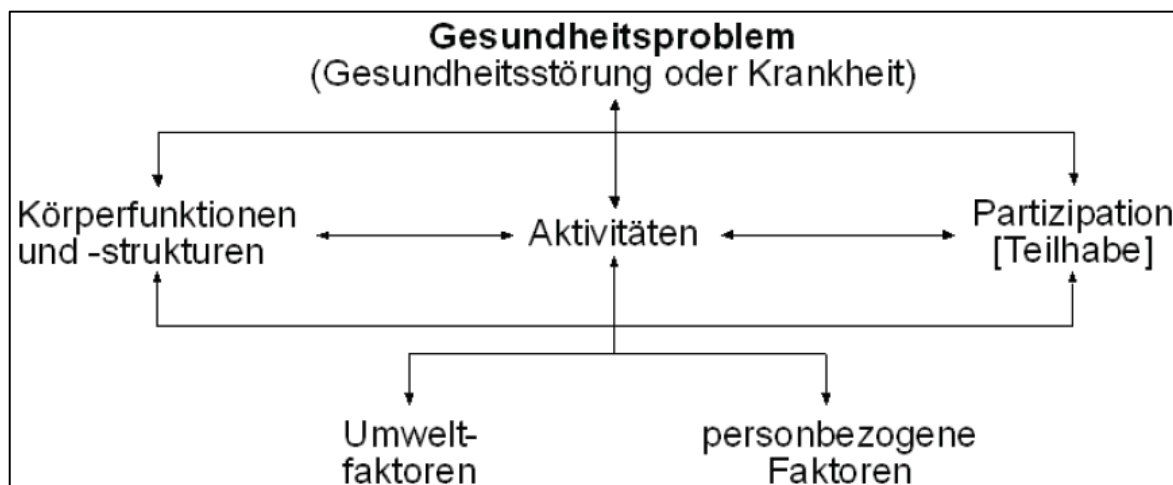 Gesundheitsproblem
(Gesundheitsstörung oder Krankheit)
Körperfunktionen
und -strukturen
Aktivitäten
Partizipation
[Teilhabe]
Umwelt-
faktoren
personbezogene
Faktoren